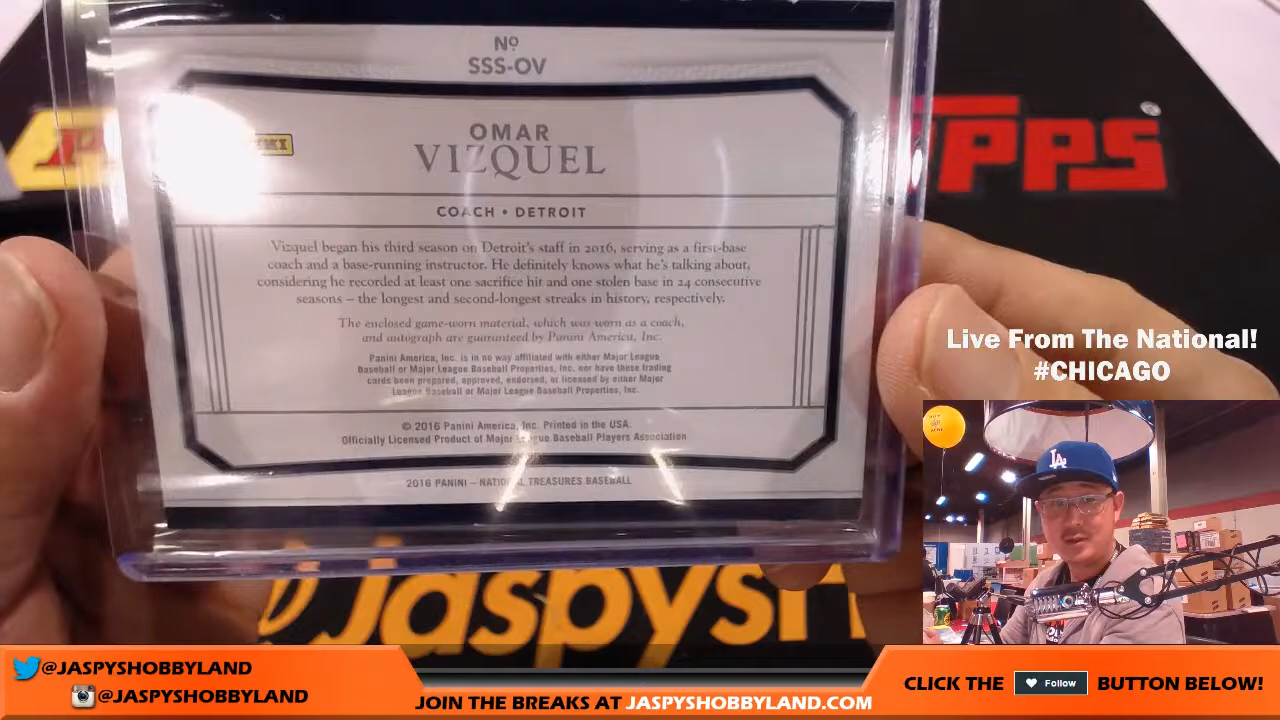 Nº
SSS-OV
OMAR
VIZQUEL
COACH • DETROIT
Vizquel began his third season on Detroit's staff in 2016, serving as a first-base
coach and a base-running instructor. He definitely knows what he's talking about,
considering he recorded at least one sacrifice hit and one stolen base in 24 consecutive
seasons – the longest and second-longest streaks in history, respectively.
The enclosed game-worn material, which was worn as a coach,
and autograph are guaranteed by Panini America, Inc.
Panini America, Inc. is in no way affiliated with either Major League
Baseball or Major League Baseball Properties, Inc. nor have these trading
cards been prepared, approved, endorsed, or licensed by either Major
League Baseball or Major League Baseball Properties, Inc.
© 2016 Panini America, Inc. Printed in the USA.
Officially Licensed Product of Major League Baseball Players Association
2016 PANINI – NATIONAL TREASURES BASEBALL
Live From The National!
#CHICAGO
LA
@JASPYSHOBBYLAND
@JASPYSHOBBYLAND
JOIN THE BREAKS AT JASPYSHOBBYLAND.COM
CLICK THE Follow BUTTON BELOW!